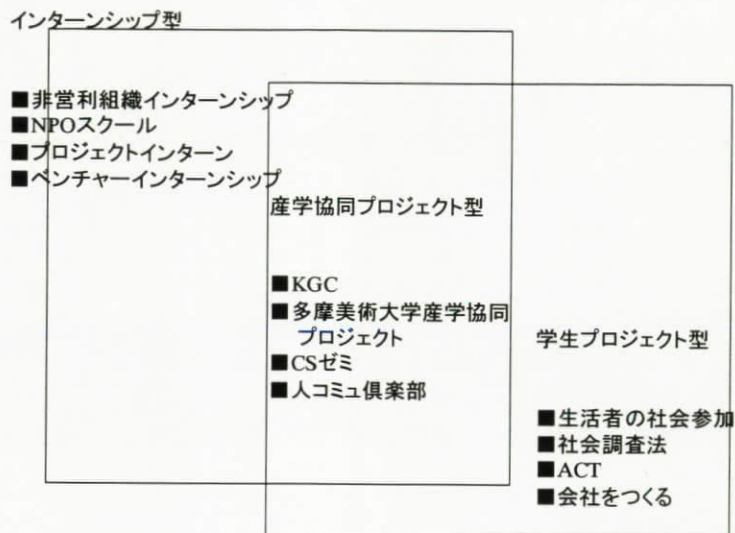 インターンシップ型
■非営利組織インターンシップ
■NPOスクール
■プロジェクトインターン
■ベンチャーインターンシップ
産学協同プロジェクト型
■KGC
■多摩美術大学産学協同
プロジェクト
■CSゼミ
■人コミュ倶楽部
学生プロジェクト型
■生活者の社会参加
■社会調査法
■ACT
■会社をつくる